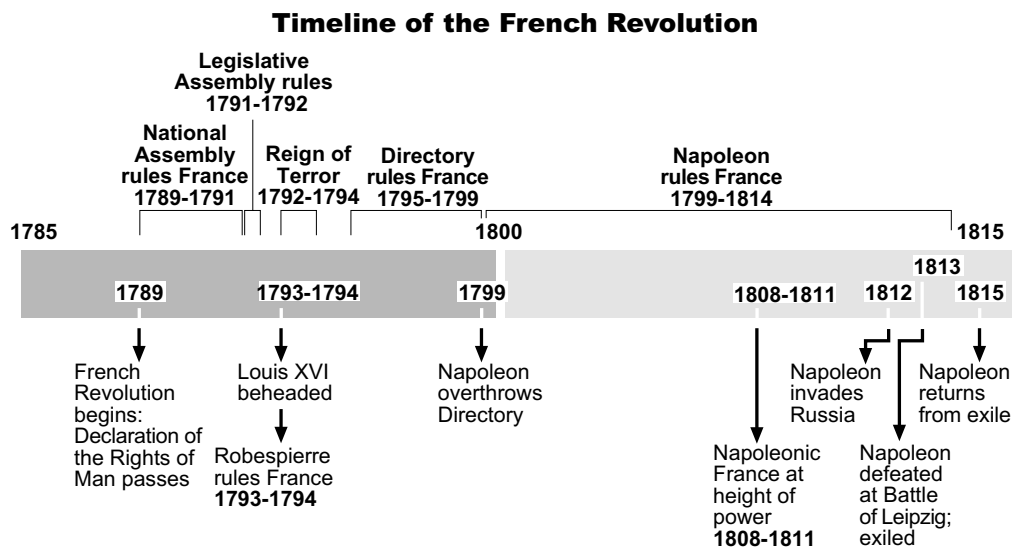 Timeline of the French Revolution
Legislative
Assembly rules
1791-1792
National
Assembly
rules France
1789-1791
Reign of
Terror
1792-1794
Directory
rules France
1795-1799
Napoleon
rules France
1799-1814
1785
1800
1815
1789
1793-1794
1799
1808-1811
1812
1813
1815
French
Revolution
begins:
Declaration of
the Rights of
Man passes
Louis XVI
beheaded
Robespierre
rules France
1793-1794
Napoleon
overthrows
Directory
Napoleonic
France at
height of
power
1808-1811
Napoleon
invades
Russia
Napoleon
defeated
at Battle
of Leipzig;
exiled
Napoleon
returns
from exile